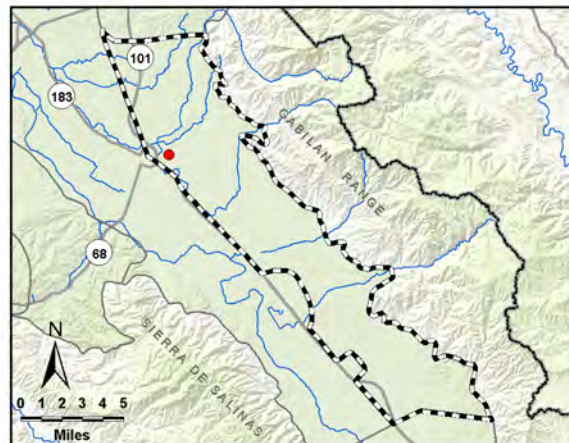 101
183
GABILAN RANGE
68
SIERRA DE SALINAS
N
0 1 2 3 4 5
Miles